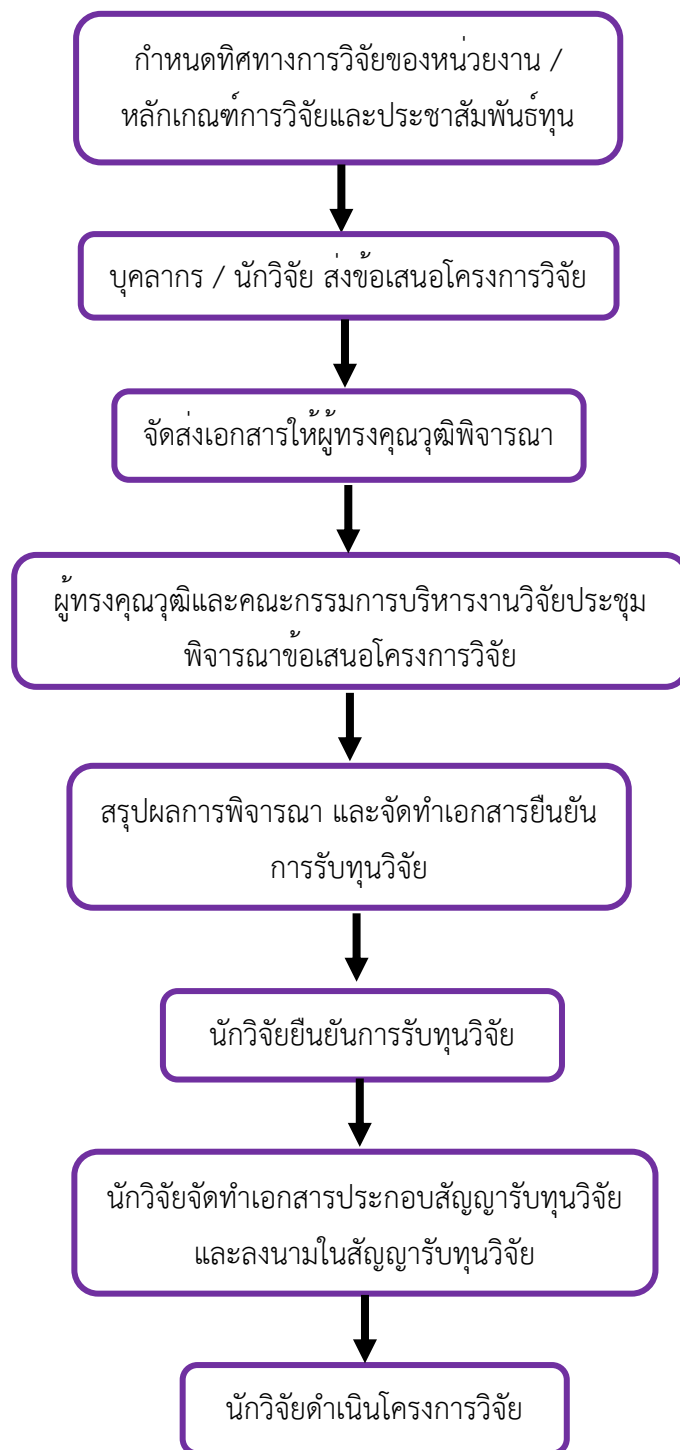 กำหนดทิศทางการวิจัยของหน่วยงาน /
หลักเกณฑ์การวิจัยและประชาสัมพันธ์ทุน
บุคลากร / นักวิจัย ส่งข้อเสนอโครงการวิจัย
จัดส่งเอกสารให้ผู้ทรงคุณวุฒิพิจารณา
ผู้ทรงคุณวุฒิและคณะกรรมการบริหารงานวิจัยประชุม
พิจารณาข้อเสนอโครงการวิจัย
สรุปผลการพิจารณา และจัดทำเอกสารยืนยัน
การรับทุนวิจัย
นักวิจัยยืนยันการรับทุนวิจัย
นักวิจัยจัดทำเอกสารประกอบสัญญารับทุนวิจัย
และลงนามในสัญญารับทุนวิจัย
นักวิจัยดำเนินโครงการวิจัย